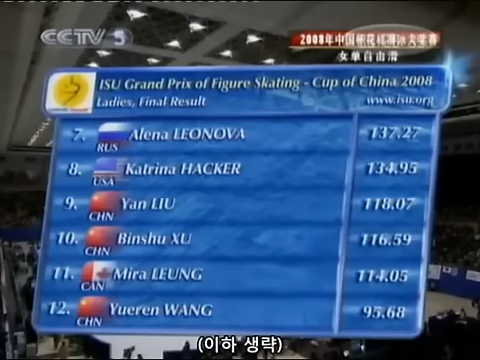 CCTV 5
2008年中国杯花样滑冰大奖赛
女单自由滑
ISU Grand Prix of Figure Skating - Cup of China 2008
Ladies, Final Result
www.isu.org
7. RUS Alena LEONOVA 137.27
8. USA Katrina HACKER 134.95
9. CHN Yan LIU 118.07
10. CHN Binshu XU 116.59
11. CAN Mira LEUNG 114.05
12. CHN Yueren WANG 95.68
(이하 생략)